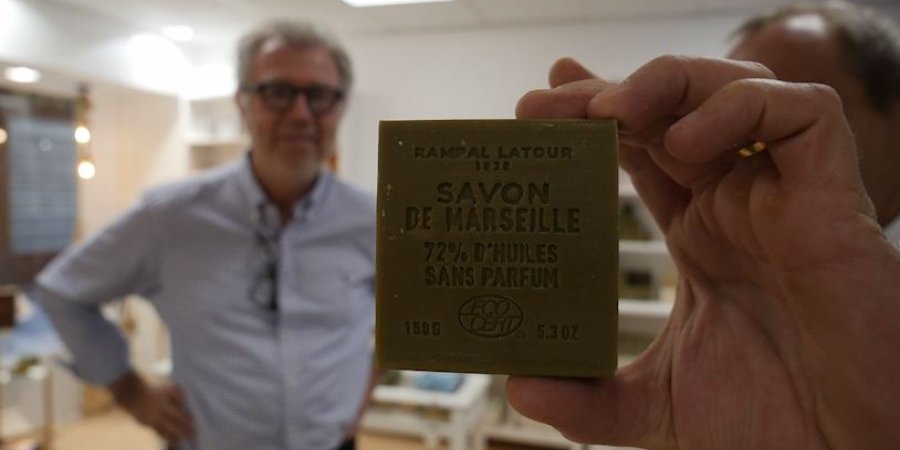 RAMPAL LATOUR
1828
SAVON
DE MARSEILLE
72% D'HUILES
SANS PARFUM
ECO
CERT
150G 5,3 OZ